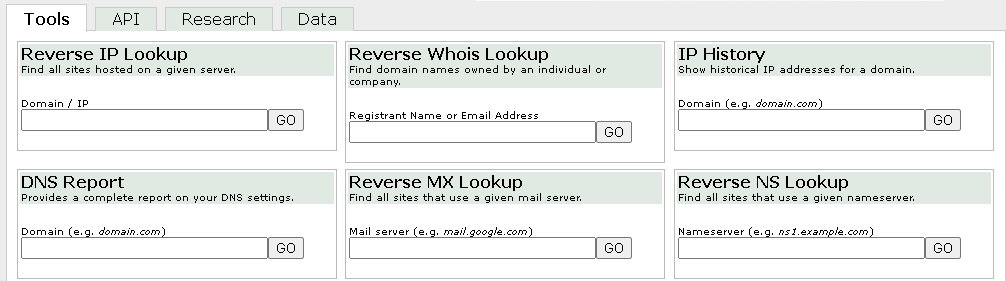 Tools
API
Research
Data
Reverse IP Lookup
Find all sites hosted on a given server.
Domain / IP
GO
Reverse Whois Lookup
Find domain names owned by an individual or
company.
Registrant Name or Email Address
GO
IP History
Show historical IP addresses for a domain.
Domain (e.g. domain.com)
GO
DNS Report
Provides a complete report on your DNS settings.
Domain (e.g. domain.com)
GO
Reverse MX Lookup
Find all sites that use a given mail server.
Mail server (e.g. mail.google.com)
GO
Reverse NS Lookup
Find all sites that use a given nameserver.
Nameserver (e.g. ns1.example.com)
GO